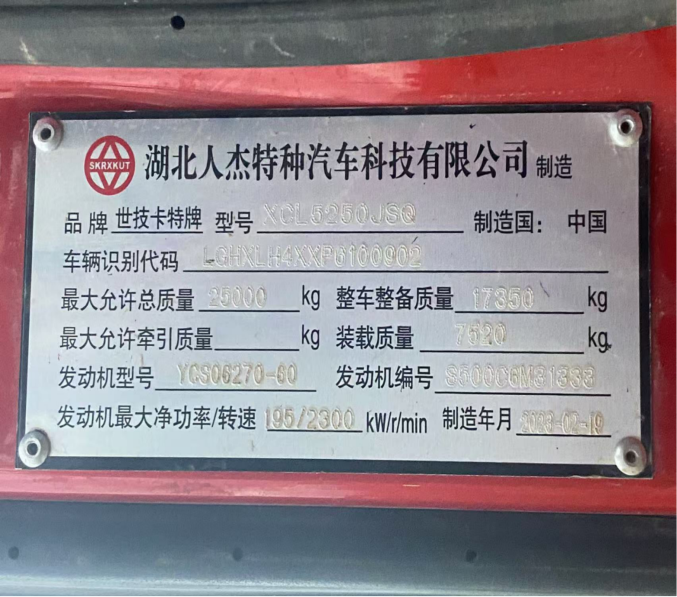 SKRXKUT 湖北人杰特种汽车科技有限公司 制造
品牌 世技卡特牌 型号 XCL5250JSQ 制造国: 中国
车辆识别代码 LGHXLH4XXP6100902
最大允许总质量 25000 kg 整车整备质量 17350 kg
最大允许牵引质量 kg 装载质量 7520 kg
发动机型号 YCS06270-60 发动机编号
发动机最大净功率/转速 195/2300 kW/r/min 制造年月 2023-02-19